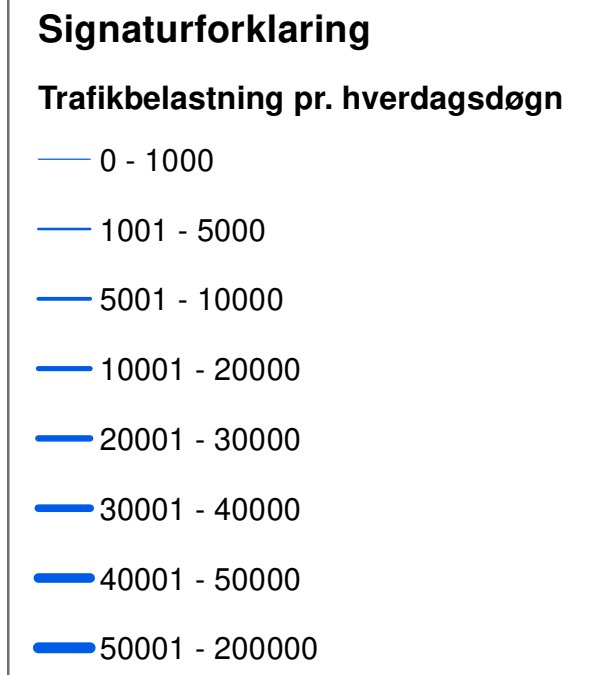 Signaturforklaring
Trafikbelastning pr. hverdagsdøgn
0 - 1000
1001 - 5000
5001 - 10000
10001 - 20000
20001 - 30000
30001 - 40000
40001 - 50000
50001 - 200000